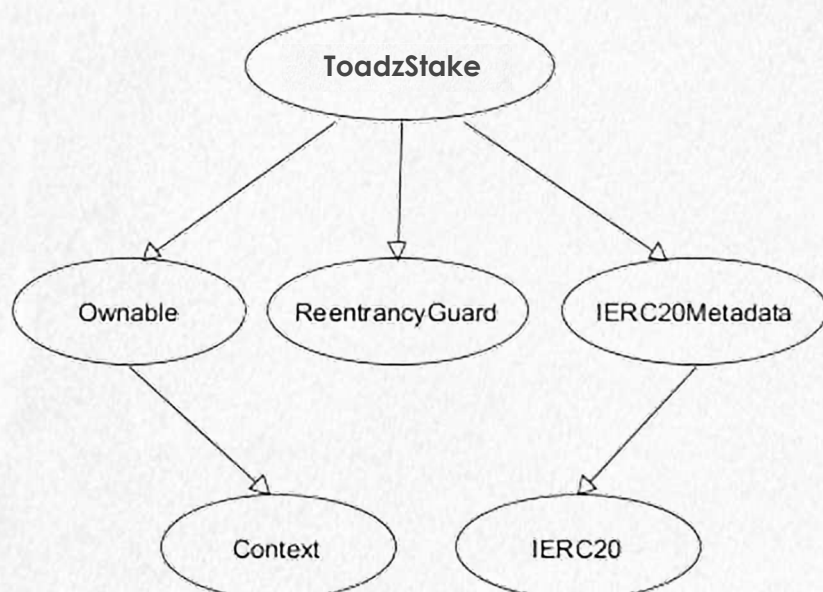 ToadzStake
Ownable
ReentrancyGuard
IERC20Metadata
Context
IERC20